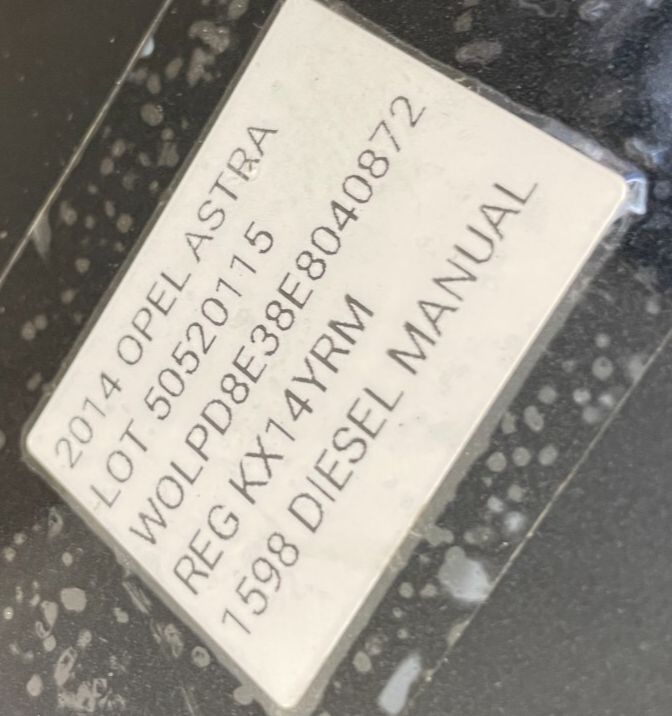 2014 OPEL ASTRA
LOT 50520115
WOLPD8E38E8040872
REG KX14YRM
1598 DIESEL MANUAL